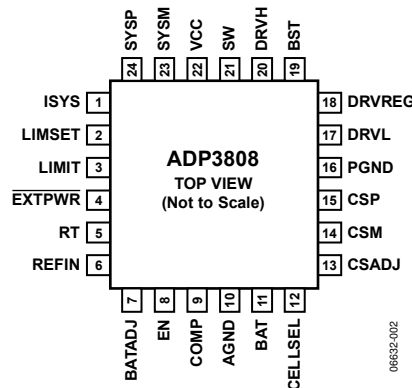 SYSP
SYSM
VCC
SW
DRVH
BST
24
23
22
21
20
19
ISYS 1
LIMSET 2
LIMIT 3
EXTPWR 4
RT 5
REFIN 6
ADP3808
TOP VIEW
(Not to Scale)
18 DRVREG
17 DRVL
16 PGND
15 CSP
14 CSM
13 CSADJ
7
8
9
10
11
12
BATADJ
EN
COMP
AGND
BAT
CELLSEL
06632-002